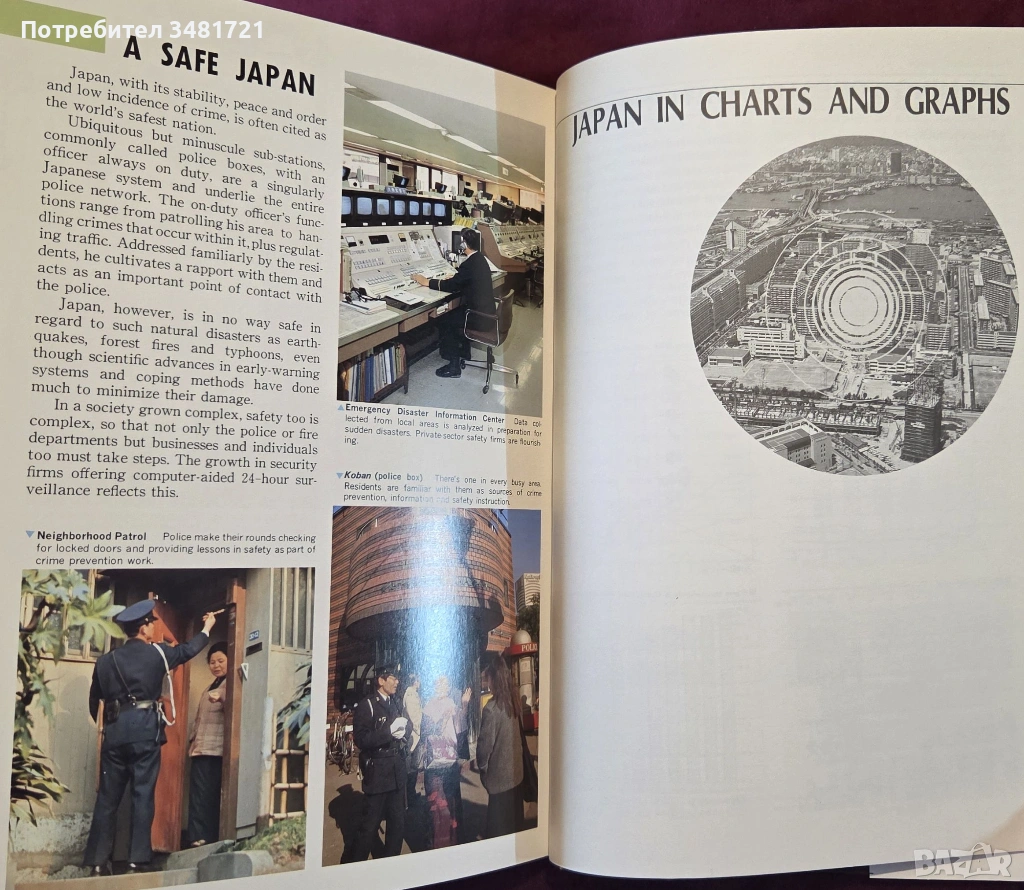 Потребител 3481721
A SAFE JAPAN
Japan, with its stability, peace and order
and low incidence of crime, is often cited as
the world's safest nation.
Ubiquitous but minuscule sub-stations,
commonly called police boxes, with an
officer always on duty, are a singularly
Japanese system and underlie the entire
police network. The on-duty officer's func-
tions range from patrolling his area to han-
dling crimes that occur within it, plus regulat-
ing traffic. Addressed familiarly by the resi-
dents, he cultivates a rapport with them and
acts as an important point of contact with
the police.
Japan, however, is in no way safe in
regard to such natural disasters as earth-
quakes, forest fires and typhoons, even
though scientific advances in early-warning
systems and coping methods have done
much to minimize their damage.
In a society grown complex, safety too is
complex, so that not only the police or fire
departments but businesses and individuals
too must take steps. The growth in security
firms offering computer-aided 24-hour sur-
veillance reflects this.
Neighborhood Patrol Police make their rounds checking
for locked doors and providing lessons in safety as part of
crime prevention work.
Emergency Disaster Information Center Data col
lected from local areas is analyzed in preparation for
sudden disasters. Private-sector safety firms are flourish-
ing.
Koban (police box) There's one in every busy area.
Residents are familiar with them as sources of crime
prevention, information and safety instruction.
POLI
JAPAN IN CHARTS AND GRAPHS
BAZAR